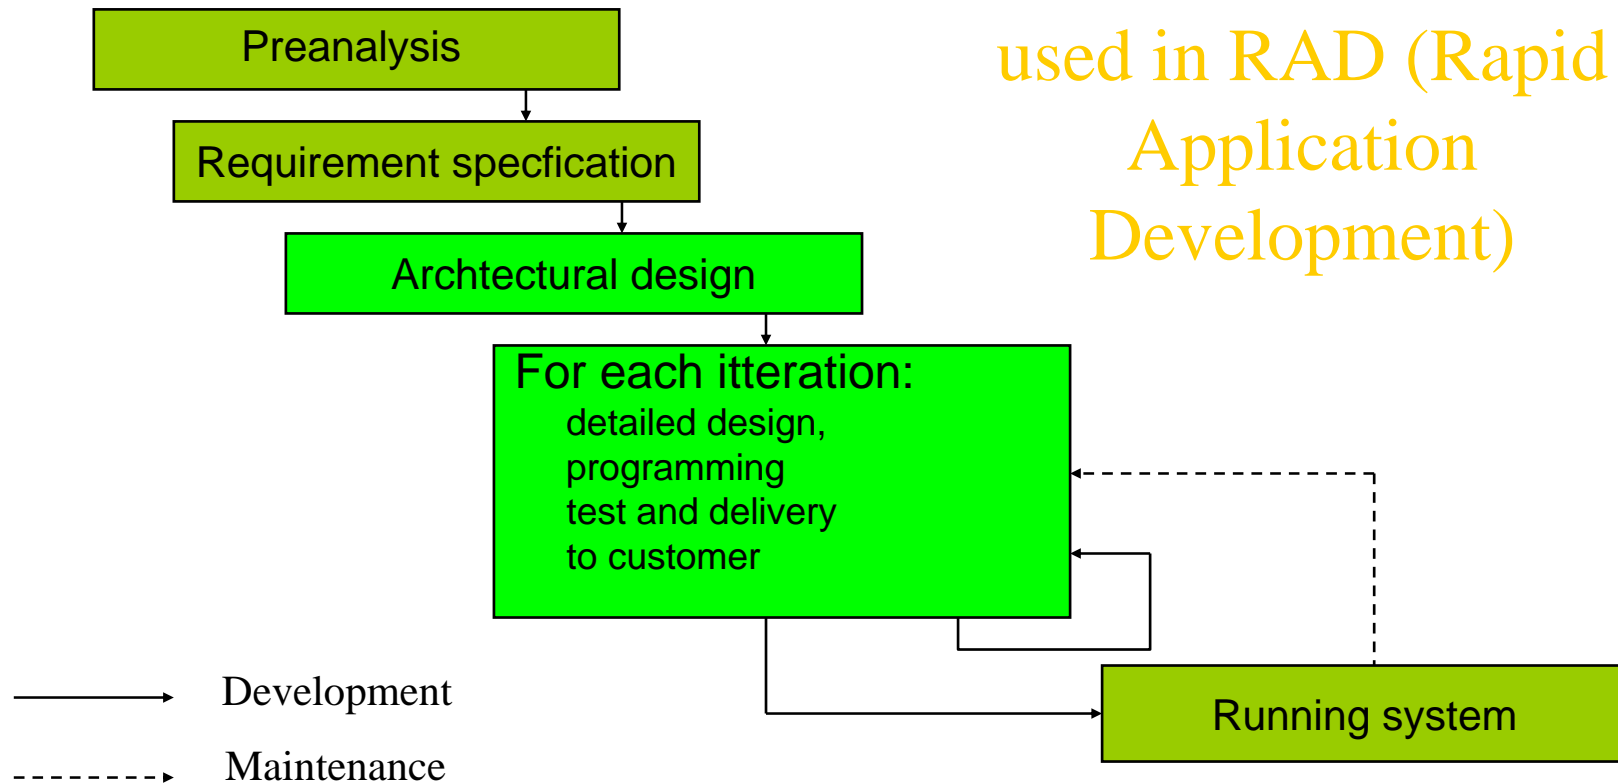 Preanalysis
used in RAD (Rapid
Application
Development)
Requirement specfication
Archtectural design
For each itteration:
detailed design,
programming
test and delivery
to customer
Development
Running system
Maintenance